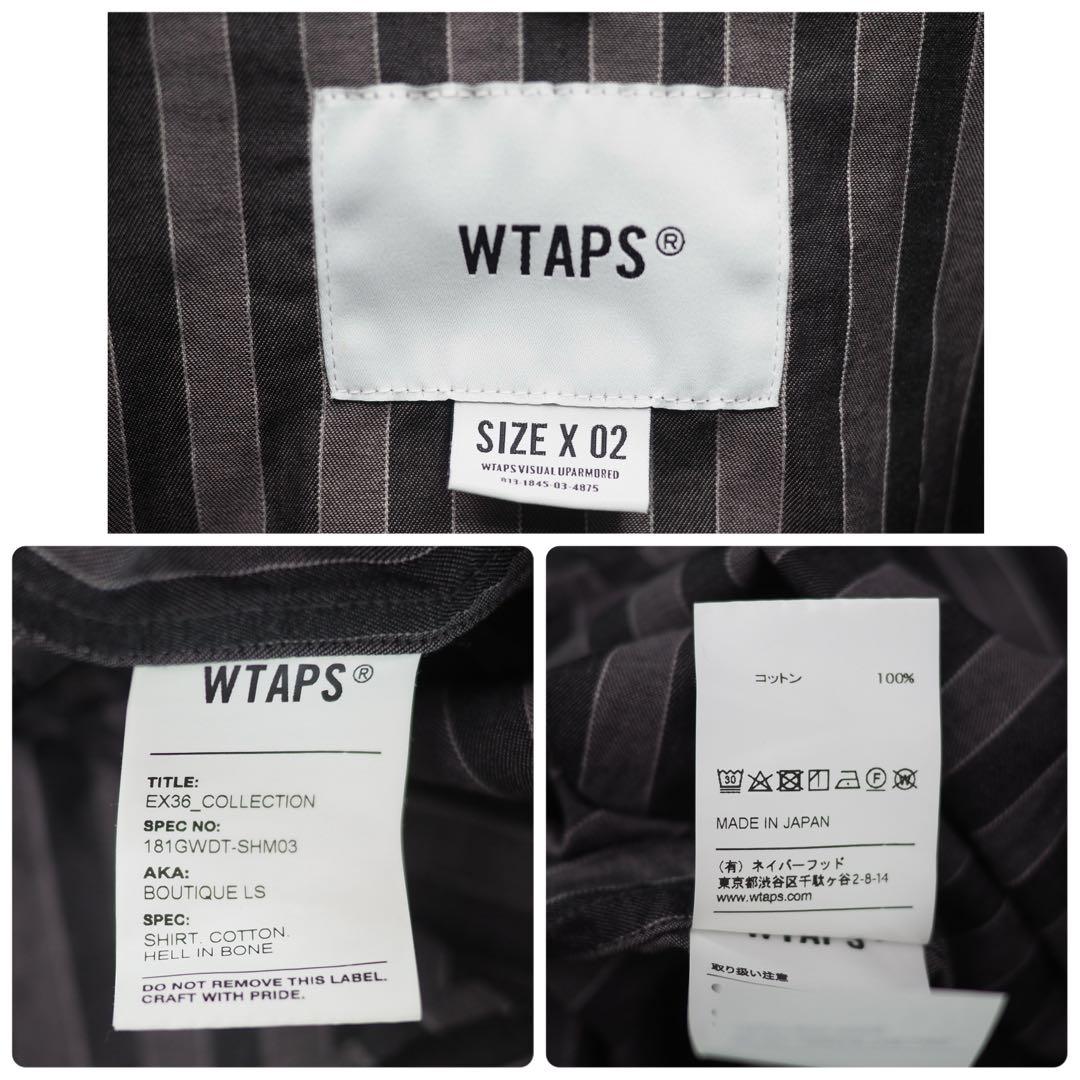 WTAPS®
SIZE X 02
WTAPS VISUAL UPARMORED
013-1845-03-4875
WTAPS®
TITLE:
EX36_COLLECTION
SPEC NO:
181GWDT-SHM03
AKA:
BOUTIQUE LS
SPEC:
SHIRT. COTTON.
HELL IN BONE
DO NOT REMOVE THIS LABEL.
CRAFT WITH PRIDE.
コットン 100%
30 F W
MADE IN JAPAN
(有) ネイバーフッド
東京都渋谷区千駄ヶ谷2-8-14
www.wtaps.com
WTAPS
取り扱い注意